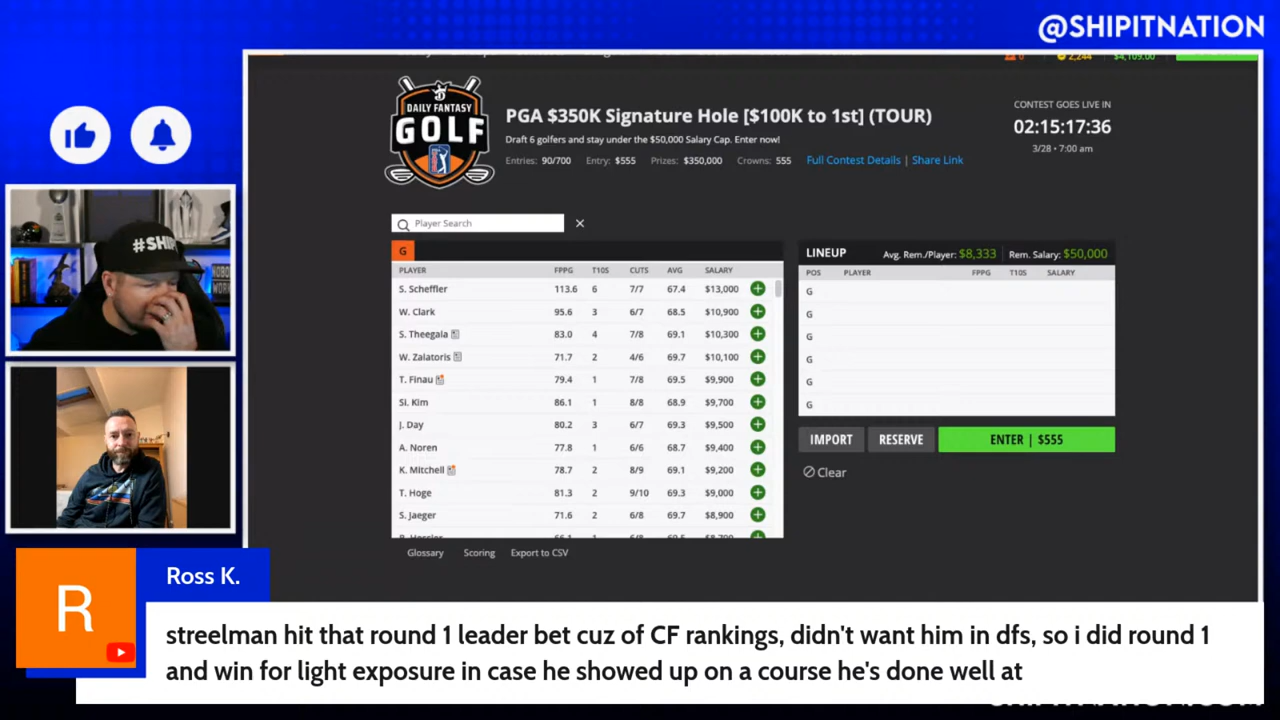 @SHIPITNATION
0 2,244 $4,109.00
DAILY FANTASY
GOLF
PGA TOUR
PGA $350K Signature Hole [$100K to 1st] (TOUR)
Draft 6 golfers and stay under the $50,000 Salary Cap. Enter now!
Entries: 90/700 Entry: $555 Prizes: $350,000 Crowns: 555 Full Contest Details | Share Link
CONTEST GOES LIVE IN
02:15:17:36
3/28 • 7:00 am
#SHIP
Player Search
G
PLAYER FPPG T10S CUTS AVG SALARY
S. Scheffler 113.6 6 7/7 67.4 $13,000
W. Clark 95.6 3 6/7 68.5 $10,900
S. Theegala 83.0 4 7/8 69.1 $10,300
W. Zalatoris 71.7 2 4/6 69.7 $10,100
T. Finau 79.4 1 7/8 69.5 $9,900
SI. Kim 86.1 1 8/8 68.9 $9,700
J. Day 80.2 3 6/7 69.3 $9,500
A. Noren 77.8 1 6/6 68.7 $9,400
K. Mitchell 78.7 2 8/9 69.1 $9,200
T. Hoge 81.3 2 9/10 69.3 $9,000
S. Jaeger 71.6 2 6/8 69.7 $8,900
Glossary Scoring Export to CSV
LINEUP Avg. Rem./Player: $8,333 Rem. Salary: $50,000
POS PLAYER FPPG T10S SALARY
G
G
G
G
G
G
IMPORT RESERVE ENTER | $555
Clear
R
Ross K.
streelman hit that round 1 leader bet cuz of CF rankings, didn't want him in dfs, so i did round 1
and win for light exposure in case he showed up on a course he's done well at